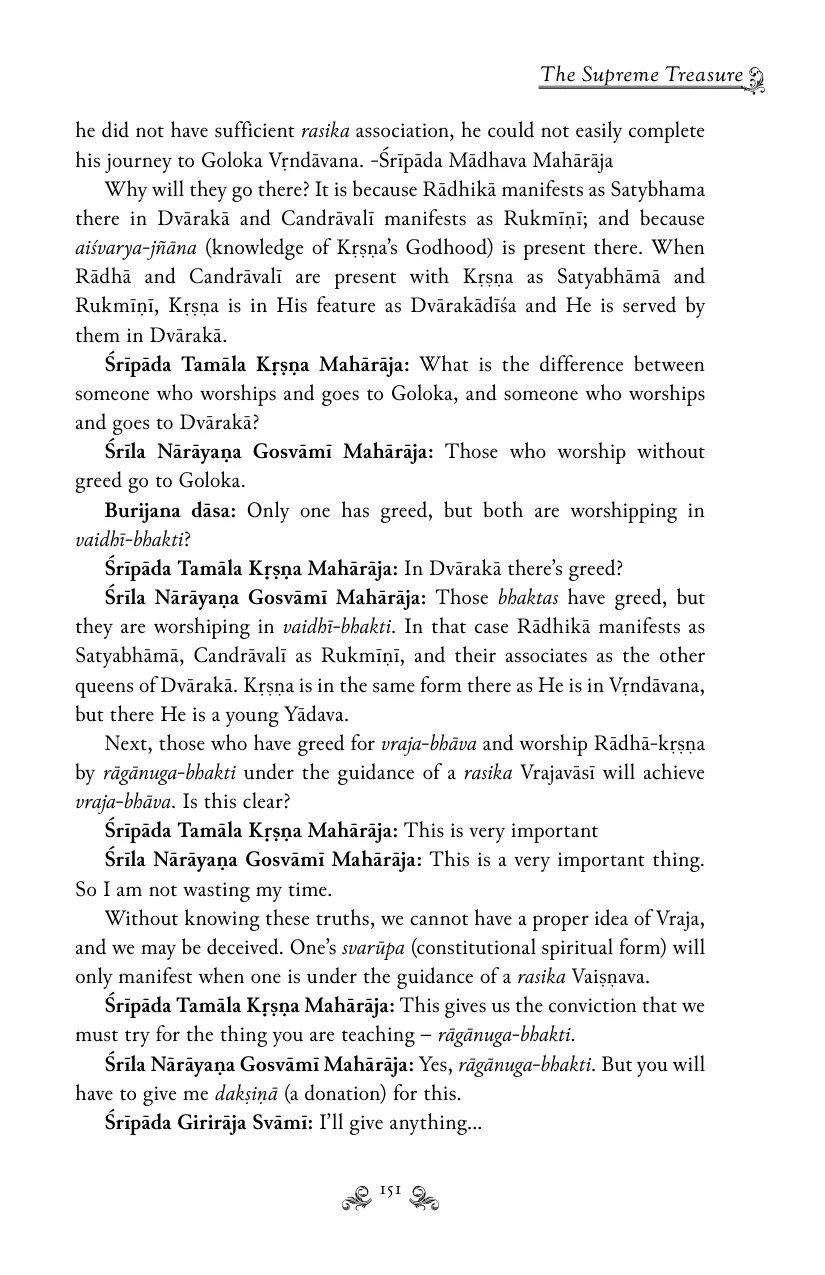 The Supreme Treasure
he did not have sufficient rasika association, he could not easily complete
his journey to Goloka Vṛndāvana. -Śrīpāda Mādhava Mahārāja
Why will they go there? It is because Rādhikā manifests as Satybhama
there in Dvārakā and Candrāvalī manifests as Rukmīṇī; and because
aiśvarya-jñāna (knowledge of Kṛṣṇa’s Godhood) is present there. When
Rādhā and Candrāvalī are present with Kṛṣṇa as Satyabhāmā and
Rukmīṇī, Kṛṣṇa is in His feature as Dvārakādīśa and He is served by
them in Dvārakā.
Śrīpāda Tamāla Kṛṣṇa Mahārāja: What is the difference between
someone who worships and goes to Goloka, and someone who worships
and goes to Dvārakā?
Śrīla Nārāyaṇa Gosvāmī Mahārāja: Those who worship without
greed go to Goloka.
Burijana dāsa: Only one has greed, but both are worshipping in
vaidhī-bhakti?
Śrīpāda Tamāla Kṛṣṇa Mahārāja: In Dvārakā there’s greed?
Śrīla Nārāyaṇa Gosvāmī Mahārāja: Those bhaktas have greed, but
they are worshiping in vaidhī-bhakti. In that case Rādhikā manifests as
Satyabhāmā, Candrāvalī as Rukmīṇī, and their associates as the other
queens of Dvārakā. Kṛṣṇa is in the same form there as He is in Vṛndāvana,
but there He is a young Yādava.
Next, those who have greed for vraja-bhāva and worship Rādhā-kṛṣṇa
by rāgānuga-bhakti under the guidance of a rasika Vrajavāsī will achieve
vraja-bhāva. Is this clear?
Śrīpāda Tamāla Kṛṣṇa Mahārāja: This is very important
Śrīla Nārāyaṇa Gosvāmī Mahārāja: This is a very important thing.
So I am not wasting my time.
Without knowing these truths, we cannot have a proper idea of Vraja,
and we may be deceived. One’s svarūpa (constitutional spiritual form) will
only manifest when one is under the guidance of a rasika Vaiṣṇava.
Śrīpāda Tamāla Kṛṣṇa Mahārāja: This gives us the conviction that we
must try for the thing you are teaching – rāgānuga-bhakti.
Śrīla Nārāyaṇa Gosvāmī Mahārāja: Yes, rāgānuga-bhakti. But you will
have to give me dakṣiṇā (a donation) for this.
Śrīpāda Girirāja Svāmī: I’ll give anything...
151